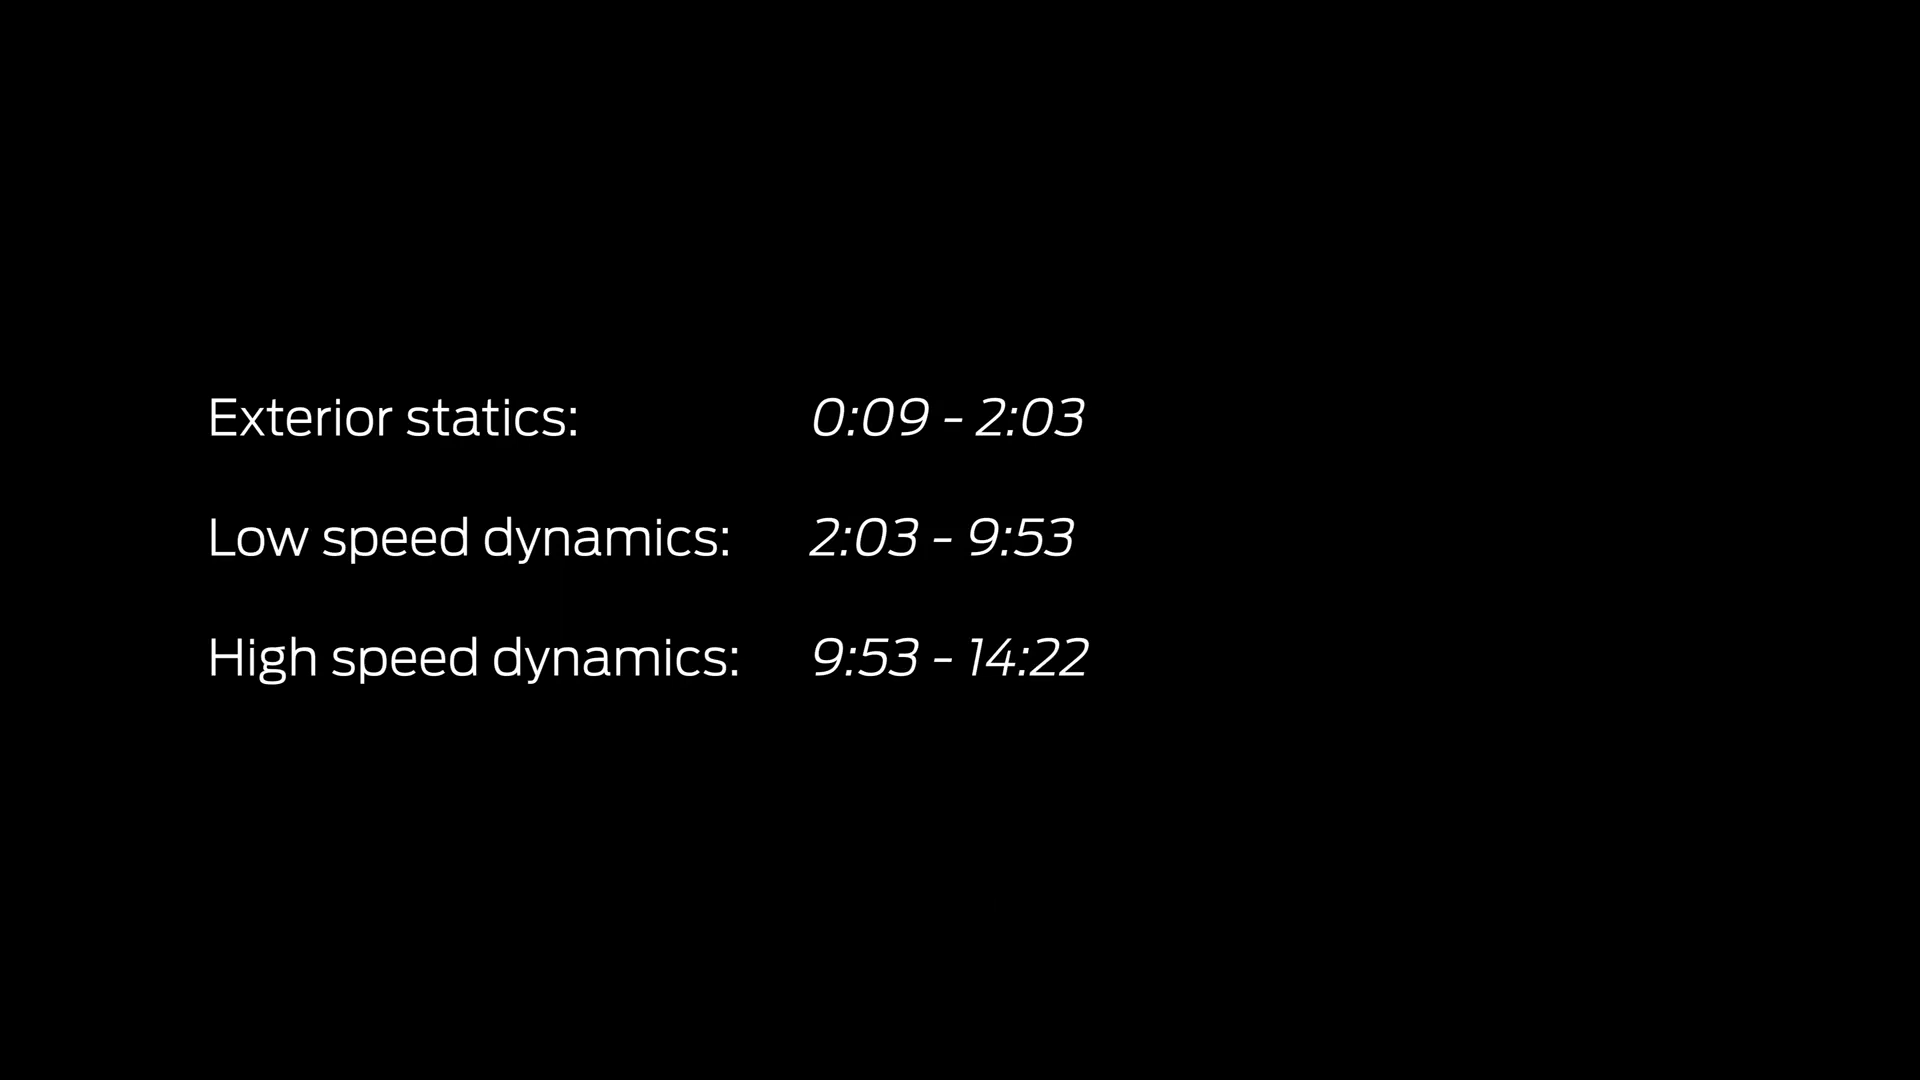 Exterior statics: 0:09 - 2:03
Low speed dynamics: 2:03 - 9:53
High speed dynamics: 9:53 - 14:22